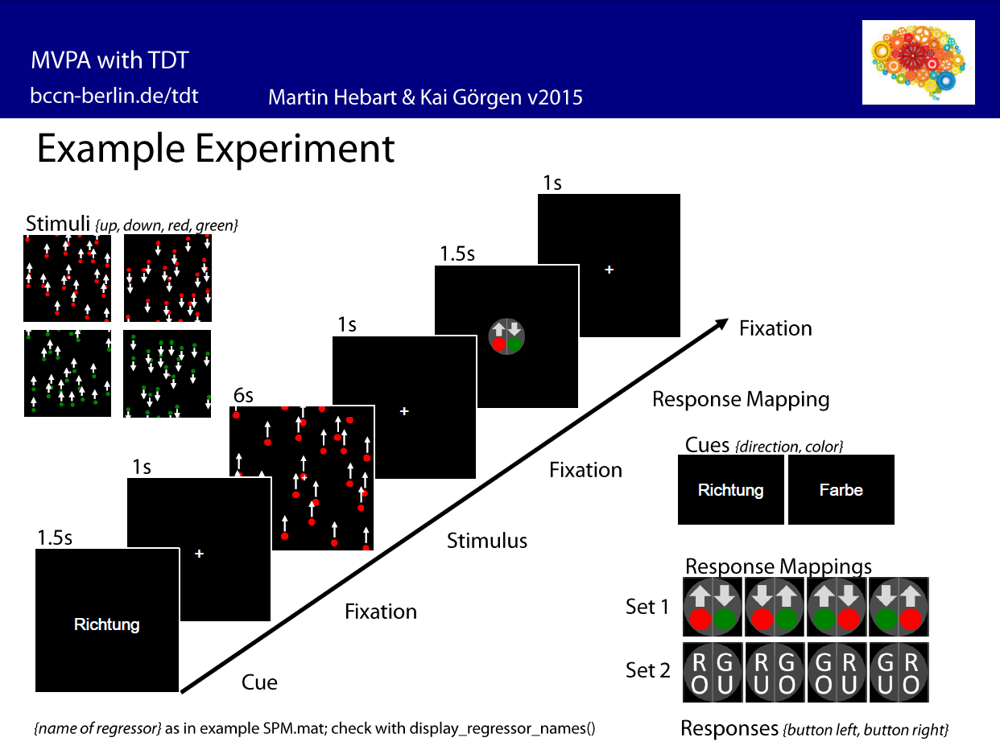 MVPA with TDT
bccn-berlin.de/tdt
Martin Hebart & Kai Görgen v2015
Example Experiment
Stimuli {up, down, red, green}
1.5s
Richtung
1s
+
6s
1s
+
1.5s
1s
+
Cue
Fixation
Stimulus
Fixation
Response Mapping
Fixation
Cues {direction, color}
Richtung
Farbe
Response Mappings
Set 1
Set 2
R G R G G R G R
O U U O O U U O
Responses {button left, button right}
{name of regressor} as in example SPM.mat; check with display_regressor_names()